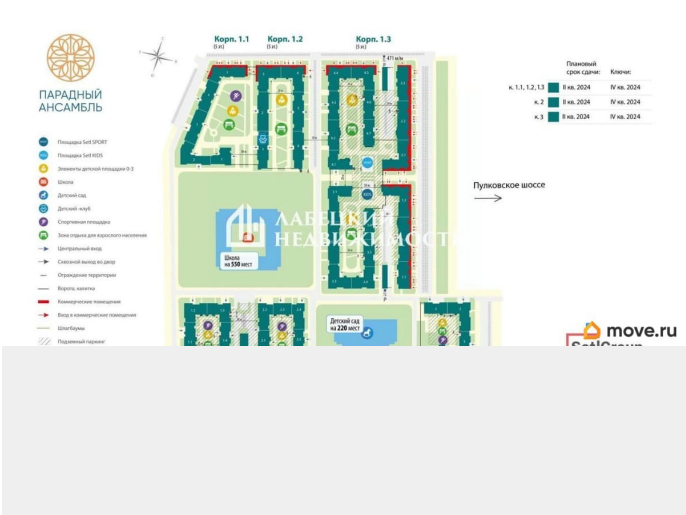 Корп. 1.1
Корп. 1.2
Корп. 1.3
471 м/м
ПАРАДНЫЙ
АНСАМБЛЬ
Плановый
срок сдачи:
Ключи:
к. 1.1, 1.2, 1.3
II кв. 2024
IV кв. 2024
к. 2
II кв. 2024
IV кв. 2024
к. 3
II кв. 2024
IV кв. 2024
Площадка Setl SPORT
Площадка Setl KIDS
Элементы детской площадки 0-3
Школа
Детский сад
Детский -клуб
Спортивная площадка
Зона отдыха для взрослого населения
Центральный вход
Сквозной выход во двор
Ограждение территории
Ворота, калитка
Коммерческие помещения
Вход в коммерческие помещения
Шлагбаумы
Подземный паркинг
Пулковское шоссе
ЛАБЕЦКИЙ
НЕДВИЖИМОСТЬ
Школа
на 550 мест
Детский сад
на 220 мест
move.ru
SetlGroup